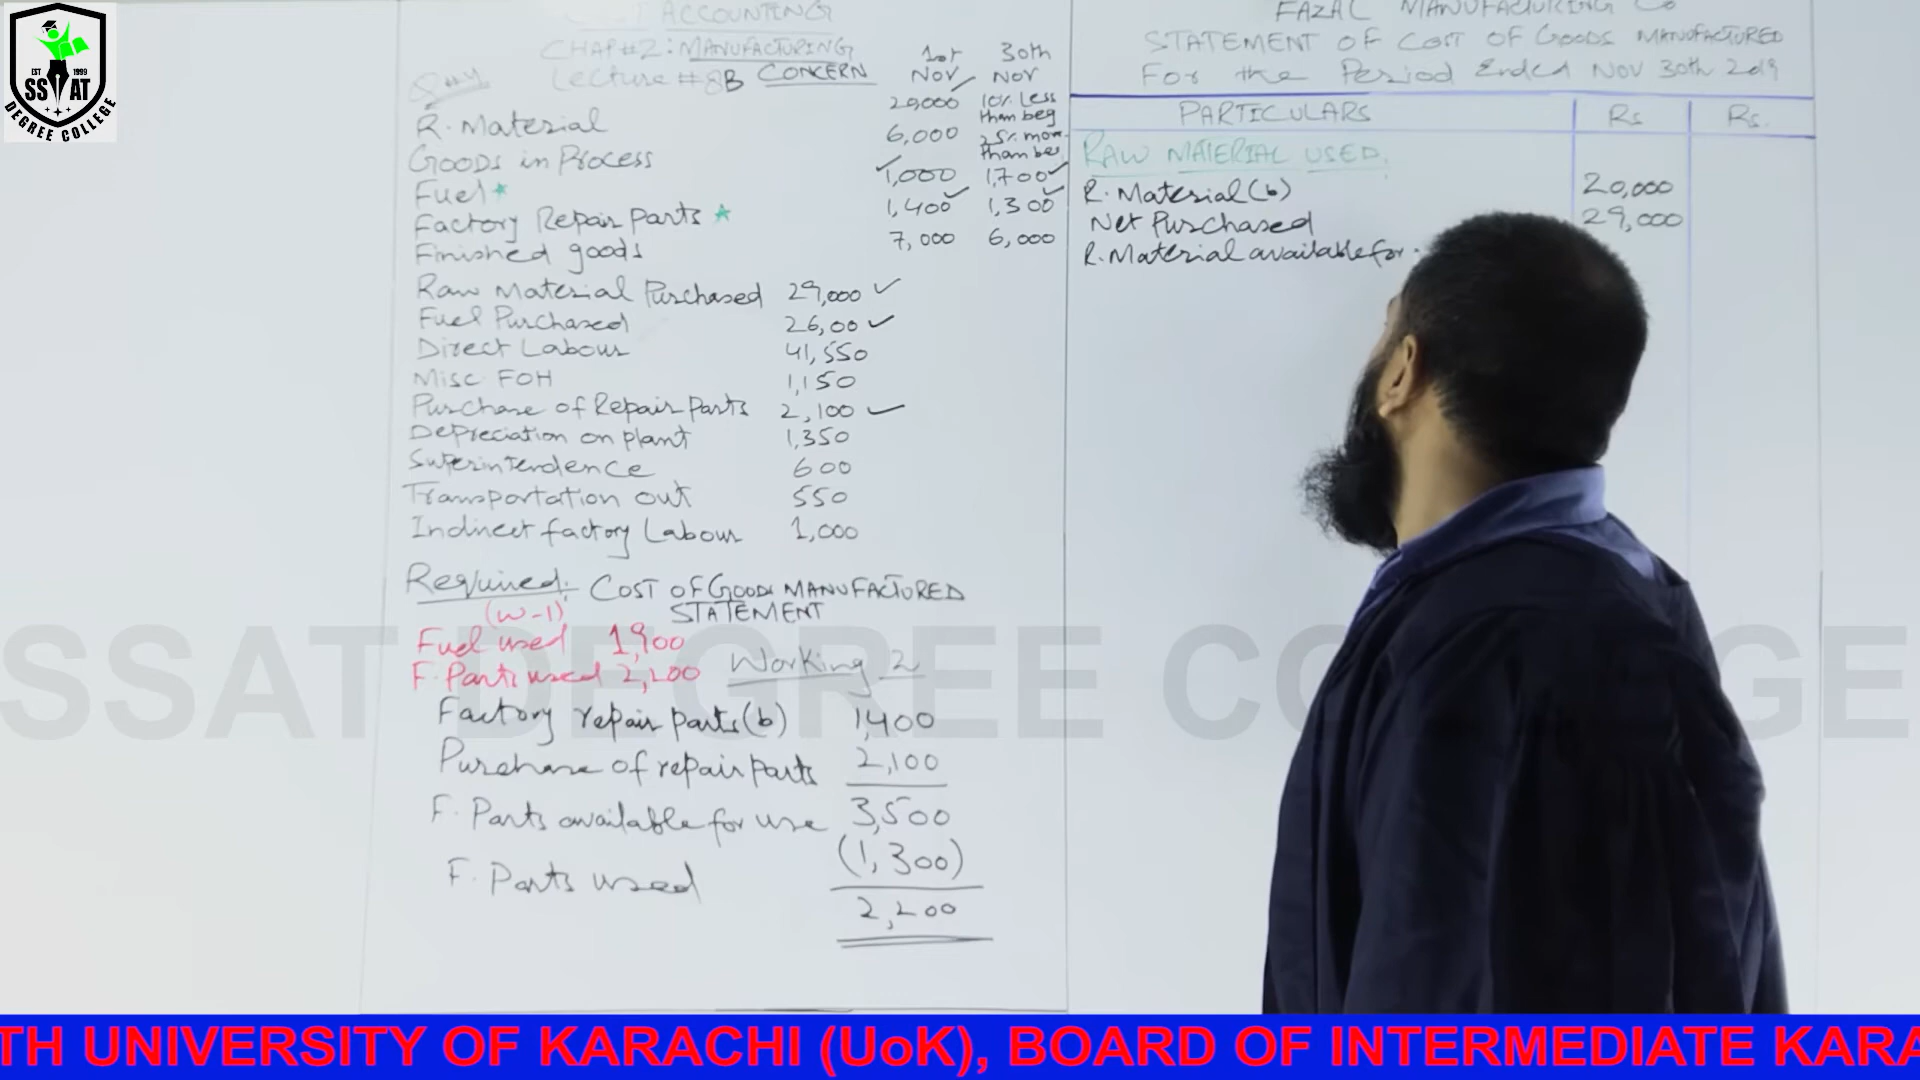 EST 1999
SSAT
DEGREE COLLEGE
ACCOUNTING
CHAP#2: MANUFACTURING
Lecture #8B CONCERN
1st Nov
30th Nov
R. Material 20,000 10% Less than beg
Goods in Process 6,000 25% more than beg
Fuel* 1,000 1,700
Factory Repair Parts * 1,400 1,300
Finished goods 7,000 6,000
Raw Material Purchased 29,000
Fuel Purchased 26,00
Direct Labour 41,550
Misc FOH 1,150
Purchase of Repair Parts 2,100
Depreciation on plant 1,350
Superintendence 600
Transportation out 550
Indirect factory Labour 1,000
Required: COST OF GOODS MANUFACTURED
STATEMENT
(W-1)
Fuel used 1,900
F. Parts used 2,200
Working 2
Factory repair parts (b) 1,400
Purchase of repair parts 2,100
F. Parts available for use 3,500
(1,300)
F. Parts used
2,200
FAZAL MANUFACTURING Co
STATEMENT OF COST OF GOODS MANUFACTURED
For the Period Ended Nov 30th 2019
PARTICULARS Rs Rs.
RAW MATERIAL USED:
R. Material (b) 20,000
Net Purchased 29,000
R. Material available for
SSAT DEGREE COLLEGE
TH UNIVERSITY OF KARACHI (UoK), BOARD OF INTERMEDIATE KARA